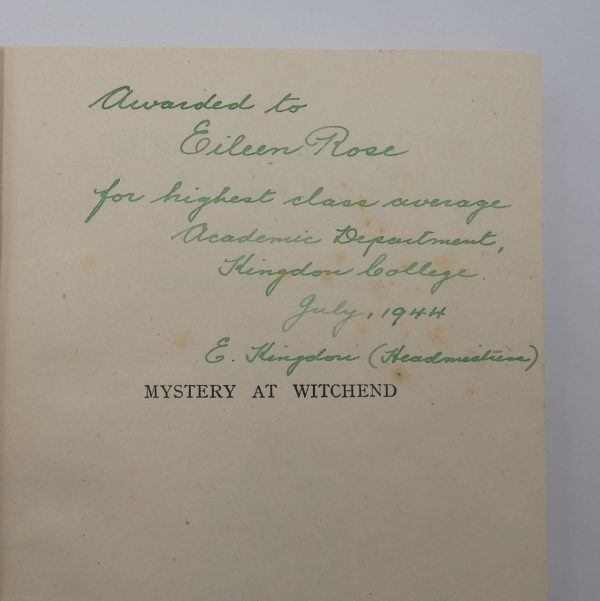 Awarded to
Eileen Rose
for highest class average
Academic Department,
Kingdon College.
July, 1944
E. Kingdon (Headmistress)
MYSTERY AT WITCHEND